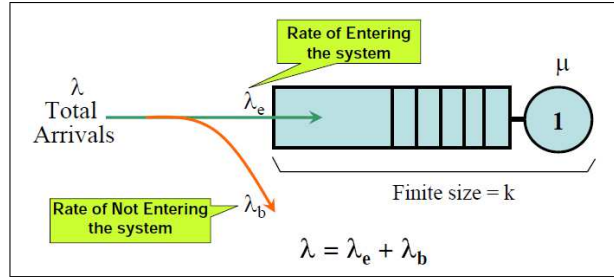 Rate of Entering
the system
λ
Total
Arrivals
λe
μ
1
Finite size = k
Rate of Not Entering
the system
λb
λ = λe + λb